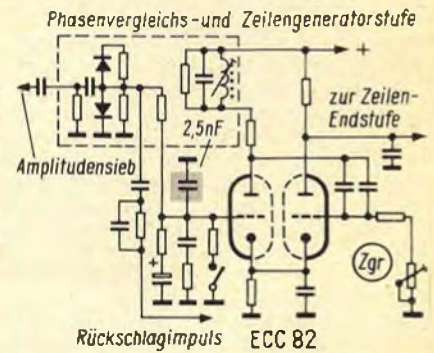 Phasenvergleichs- und Zeilengeneratorstufe
+
zur Zeilen-
Endstufe
2,5nF
Amplitudensieb
+
Zgr
Rückschlagimpuls ECC 82